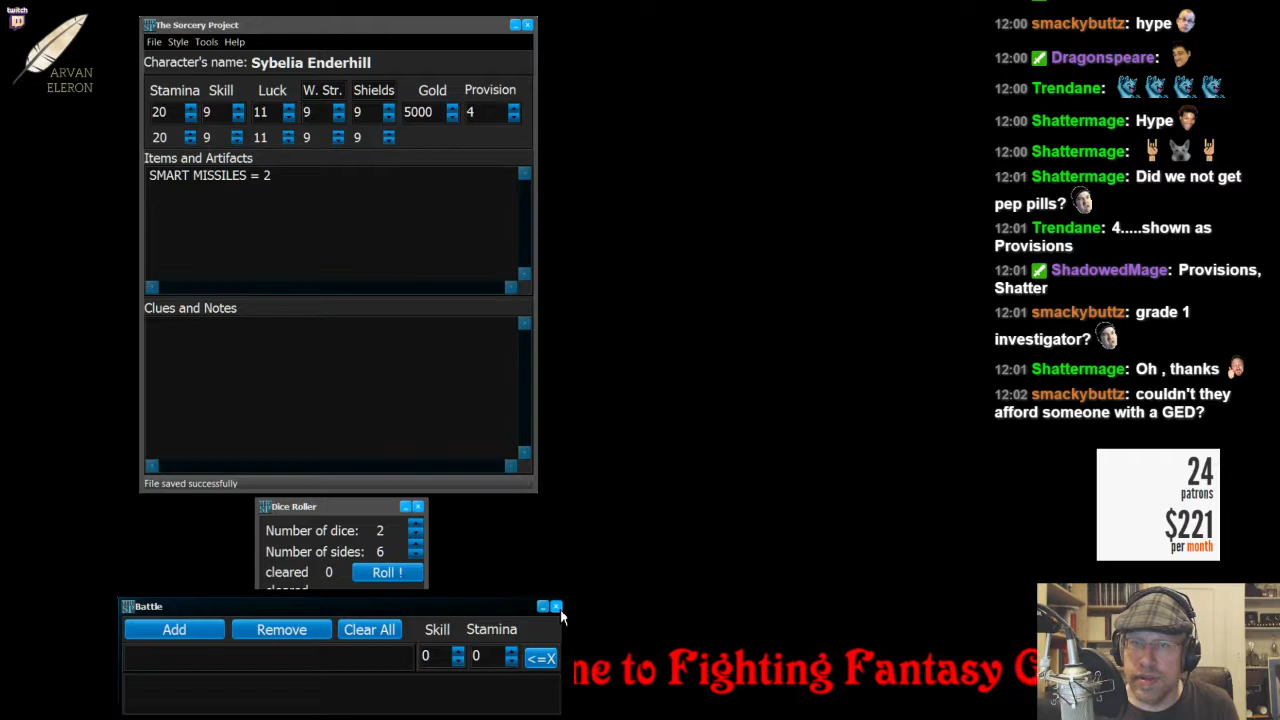 twitch
ARVAN
ELERON
The Sorcery Project
File Style Tools Help
Character's name: Sybelia Enderhill
Stamina Skill Luck W. Str. Shields Gold Provision
20 9 11 9 9 5000 4
20 9 11 9 9
Items and Artifacts
SMART MISSILES = 2
Clues and Notes
File saved successfully
Dice Roller
Number of dice: 2
Number of sides: 6
cleared 0 Roll !
Battle
Add Remove Clear All Skill Stamina
0 0 <=X
ne to Fighting Fantasy G
12:00 smackybuttz: hype
12:00 Dragonspeare:
12:00 Trendane:
12:00 Shattermage: Hype
12:00 Shattermage:
12:01 Shattermage: Did we not get
pep pills?
12:01 Trendane: 4.....shown as
Provisions
12:01 ShadowedMage: Provisions,
Shatter
12:01 smackybuttz: grade 1
investigator?
12:01 Shattermage: Oh , thanks
12:02 smackybuttz: couldn't they
afford someone with a GED?
24
patrons
$221
per month